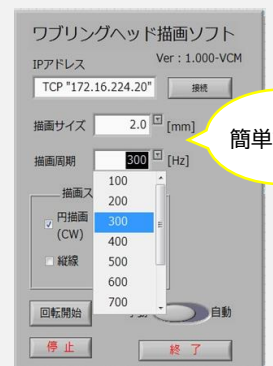 ワブリングヘッド描画ソフト
Ver : 1.000-VCM
IPアドレス
TCP "172.16.224.20" 接続
描画サイズ 2.0 [mm]
簡単
描画周期 300 [Hz]
100
200
300
400
500
600
700
描画ス
円描画
(CW)
縦線
回転開始 自動
停止 終了